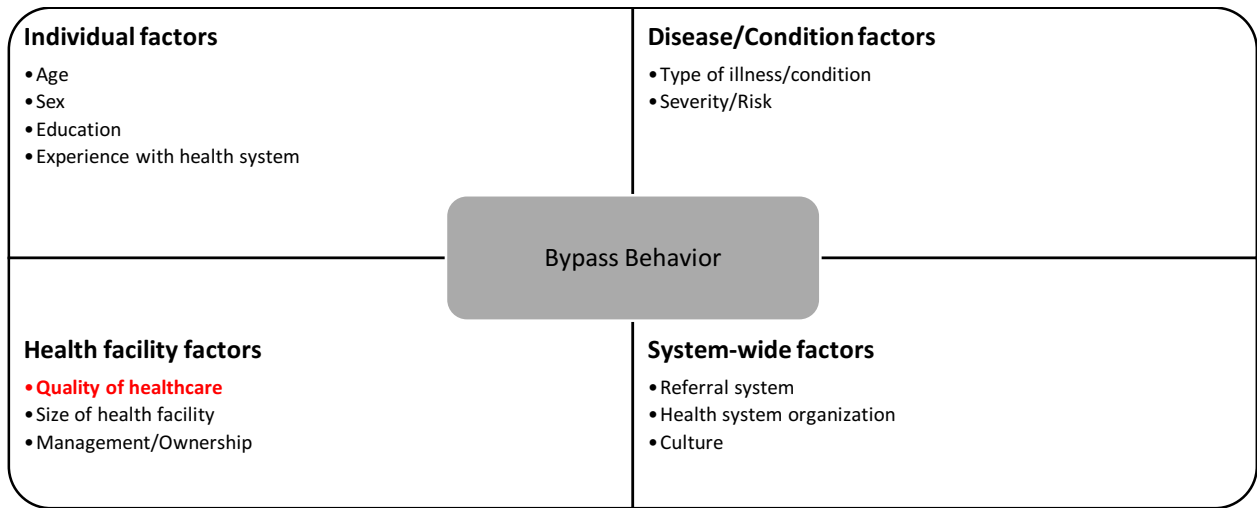 Individual factors
•Age
•Sex
•Education
•Experience with health system
Disease/Condition factors
•Type of illness/condition
•Severity/Risk
Bypass Behavior
Health facility factors
•Quality of healthcare
•Size of health facility
•Management/Ownership
System-wide factors
•Referral system
•Health system organization
•Culture